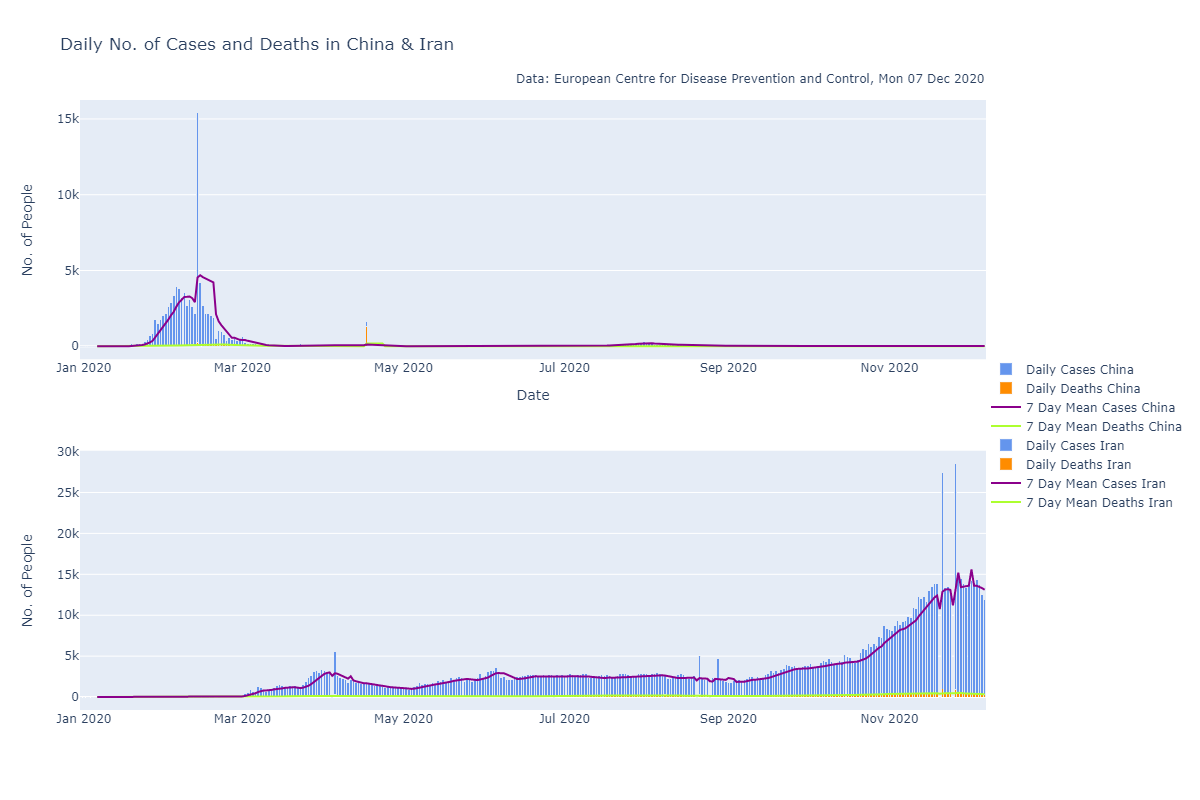 Daily No. of Cases and Deaths in China & Iran
Data: European Centre for Disease Prevention and Control, Mon 07 Dec 2020
No. of People
15k
10k
5k
0
Jan 2020 Mar 2020 May 2020 Jul 2020 Sep 2020 Nov 2020
Date
Daily Cases China
Daily Deaths China
7 Day Mean Cases China
7 Day Mean Deaths China
Daily Cases Iran
Daily Deaths Iran
7 Day Mean Cases Iran
7 Day Mean Deaths Iran
No. of People
30k
25k
20k
15k
10k
5k
0
Jan 2020 Mar 2020 May 2020 Jul 2020 Sep 2020 Nov 2020